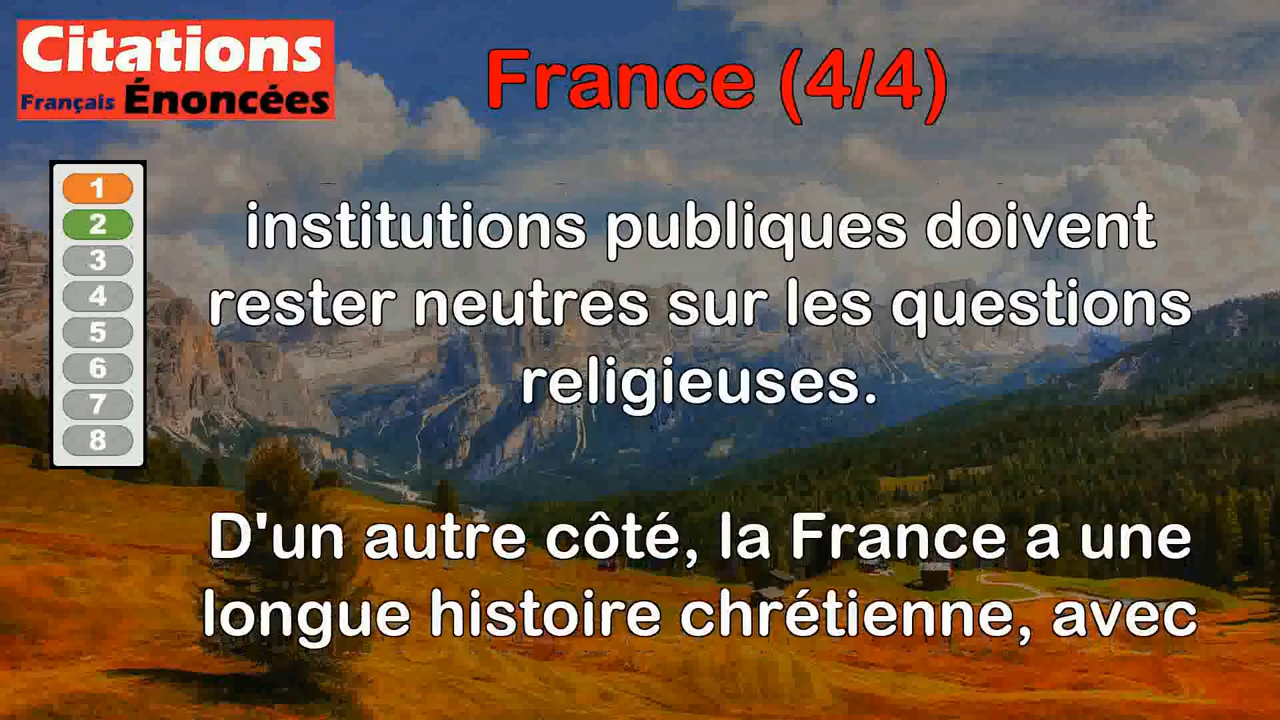 Citations
Français Énoncées
France (4/4)
1
2
3
4
5
6
7
8
institutions publiques doivent
rester neutres sur les questions
religieuses.
D'un autre côté, la France a une
longue histoire chrétienne, avec